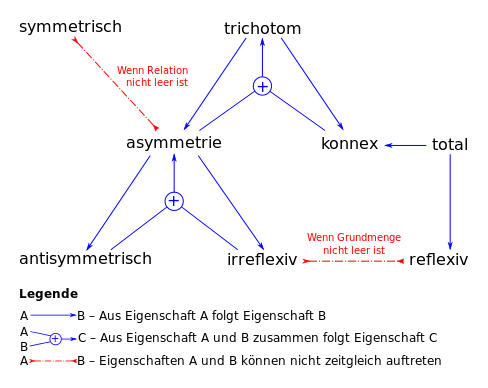 symmetrisch
trichotom
Wenn Relation
nicht leer ist
+
asymmetrie
konnex
total
+
Wenn Grundmenge
nicht leer ist
antisymmetrisch
irreflexiv
reflexiv
Legende
A B – Aus Eigenschaft A folgt Eigenschaft B
A
+ C – Aus Eigenschaft A und B zusammen folgt Eigenschaft C
B
A B – Eigenschaften A und B können nicht zeitgleich auftreten